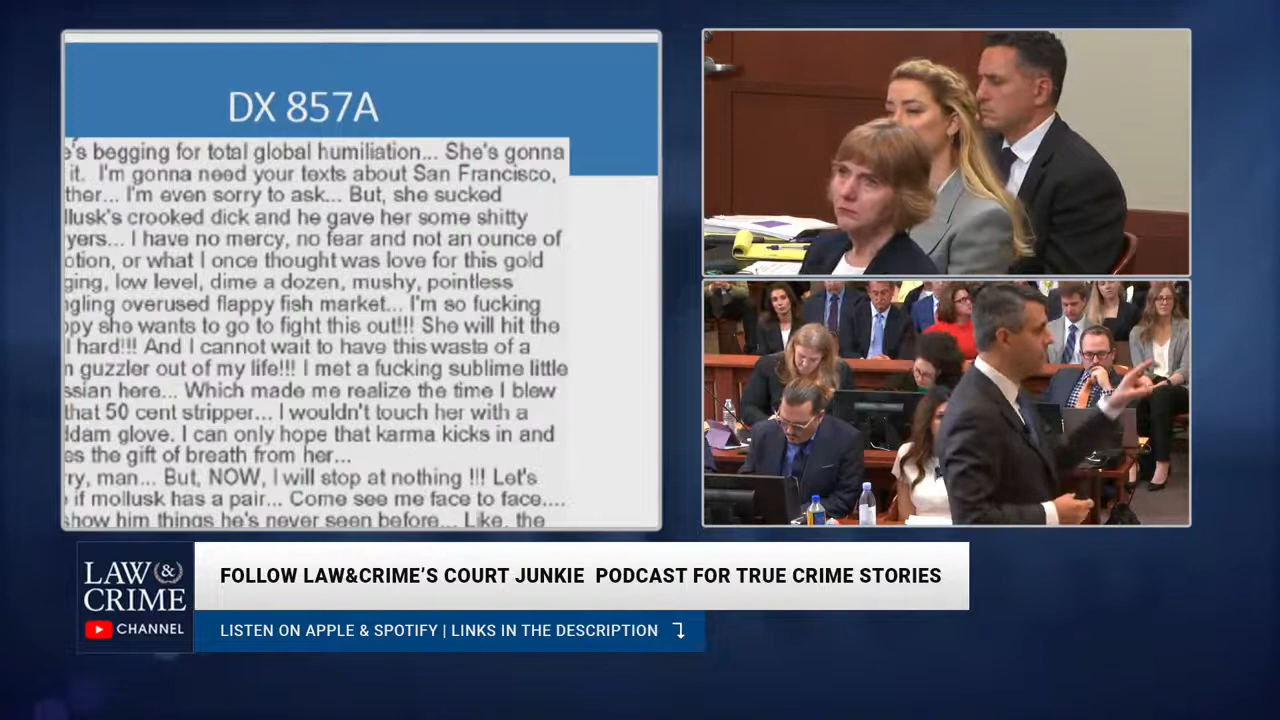 DX 857A
e's begging for total global humiliation... She's gonna
it. I'm gonna need your texts about San Francisco,
ther... I'm even sorry to ask... But, she sucked
llusk's crooked dick and he gave her some shitty
yers... I have no mercy, no fear and not an ounce of
otion, or what I once thought was love for this gold
ging, low level, dime a dozen, mushy, pointless
ngling overused flappy fish market... I'm so fucking
ppy she wants to go to fight this out!!! She will hit the
l hard!!! And I cannot wait to have this waste of a
n guzzler out of my life!!! I met a fucking sublime little
ssian here... Which made me realize the time I blew
that 50 cent stripper... I wouldn't touch her with a
ddam glove. I can only hope that karma kicks in and
es the gift of breath from her...
ry, man... But, NOW, I will stop at nothing !!! Let's
if mollusk has a pair... Come see me face to face....
show him things he's never seen before... Like, the
LAW & CRIME
CHANNEL
FOLLOW LAW&CRIME'S COURT JUNKIE PODCAST FOR TRUE CRIME STORIES
LISTEN ON APPLE & SPOTIFY | LINKS IN THE DESCRIPTION